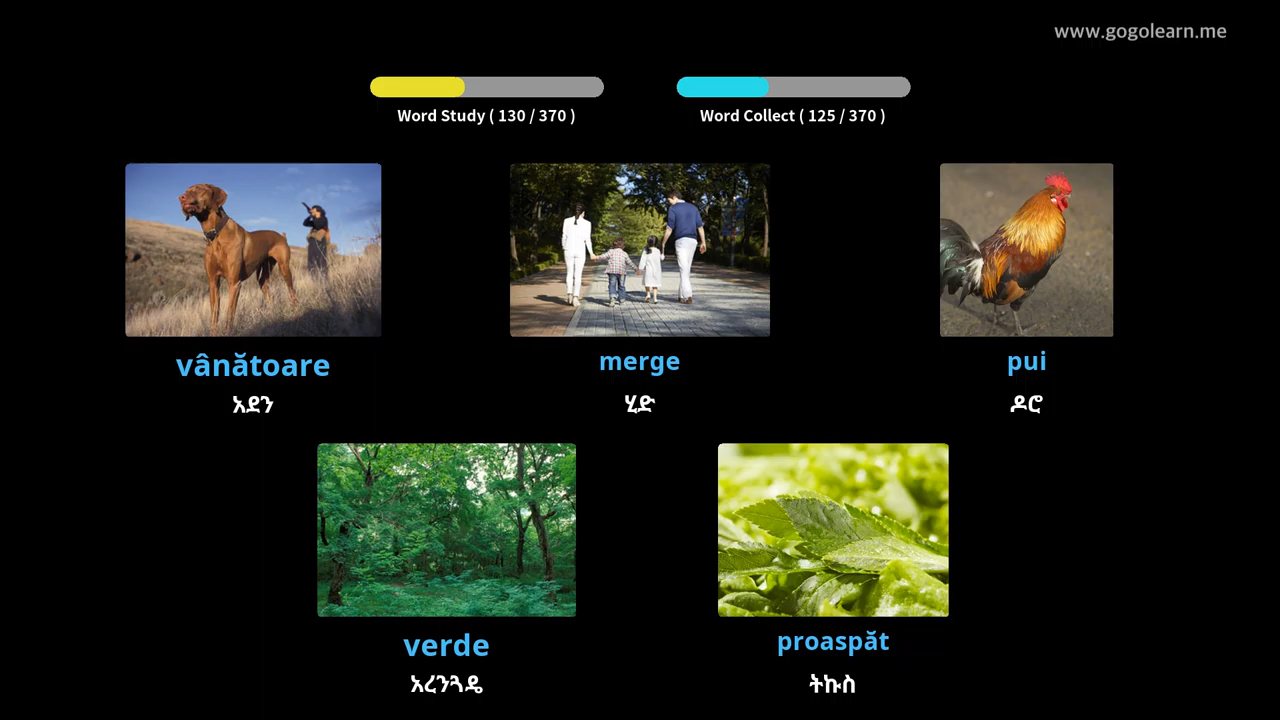 www.gogolearn.me
Word Study ( 130 / 370 )
Word Collect ( 125 / 370 )
vânătoare
አደን
merge
ሂድ
pui
ዶሮ
verde
አረንጓዴ
proaspăt
ትኩስ